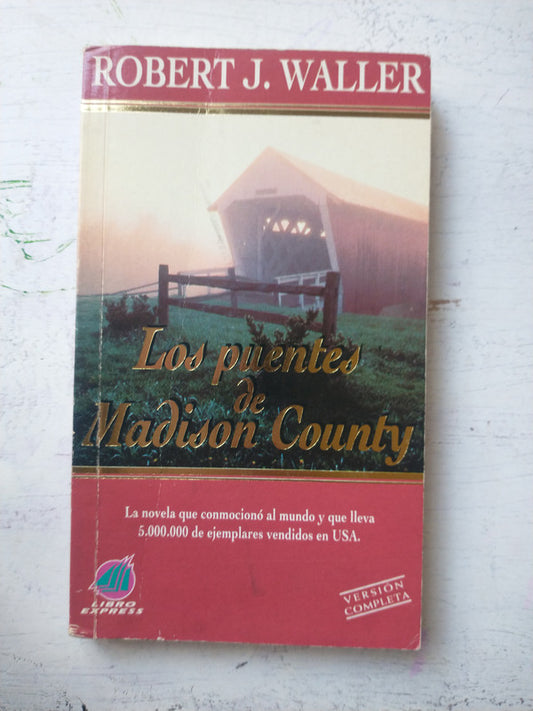 ROBERT J. WALLER
Los puentes
de
Madison County
La novela que conmocionó al mundo y que lleva
5.000.000 de ejemplares vendidos en USA.
LIBRO
EXPRESS
VERSION
COMPLETA